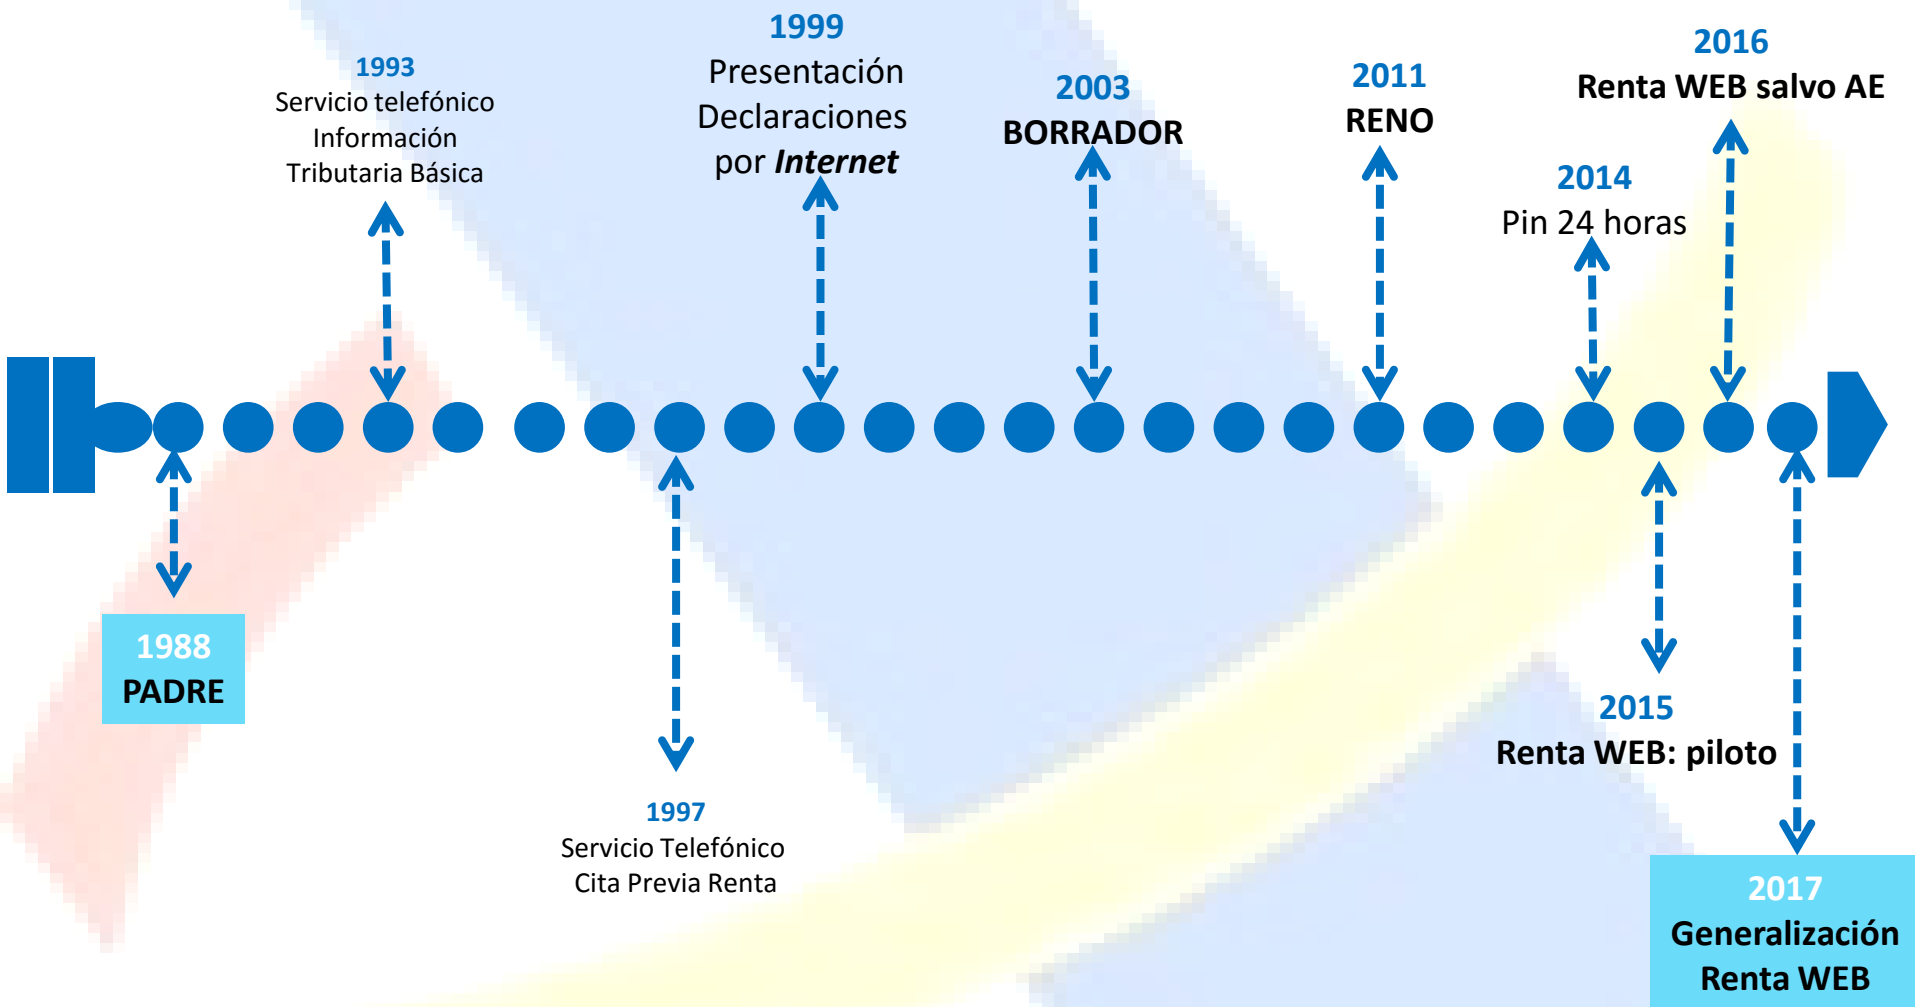 1988
PADRE
1993
Servicio telefónico
Información
Tributaria Básica
1997
Servicio Telefónico
Cita Previa Renta
1999
Presentación
Declaraciones
por Internet
2003
BORRADOR
2011
RENO
2014
Pin 24 horas
2015
Renta WEB: piloto
2016
Renta WEB salvo AE
2017
Generalización
Renta WEB